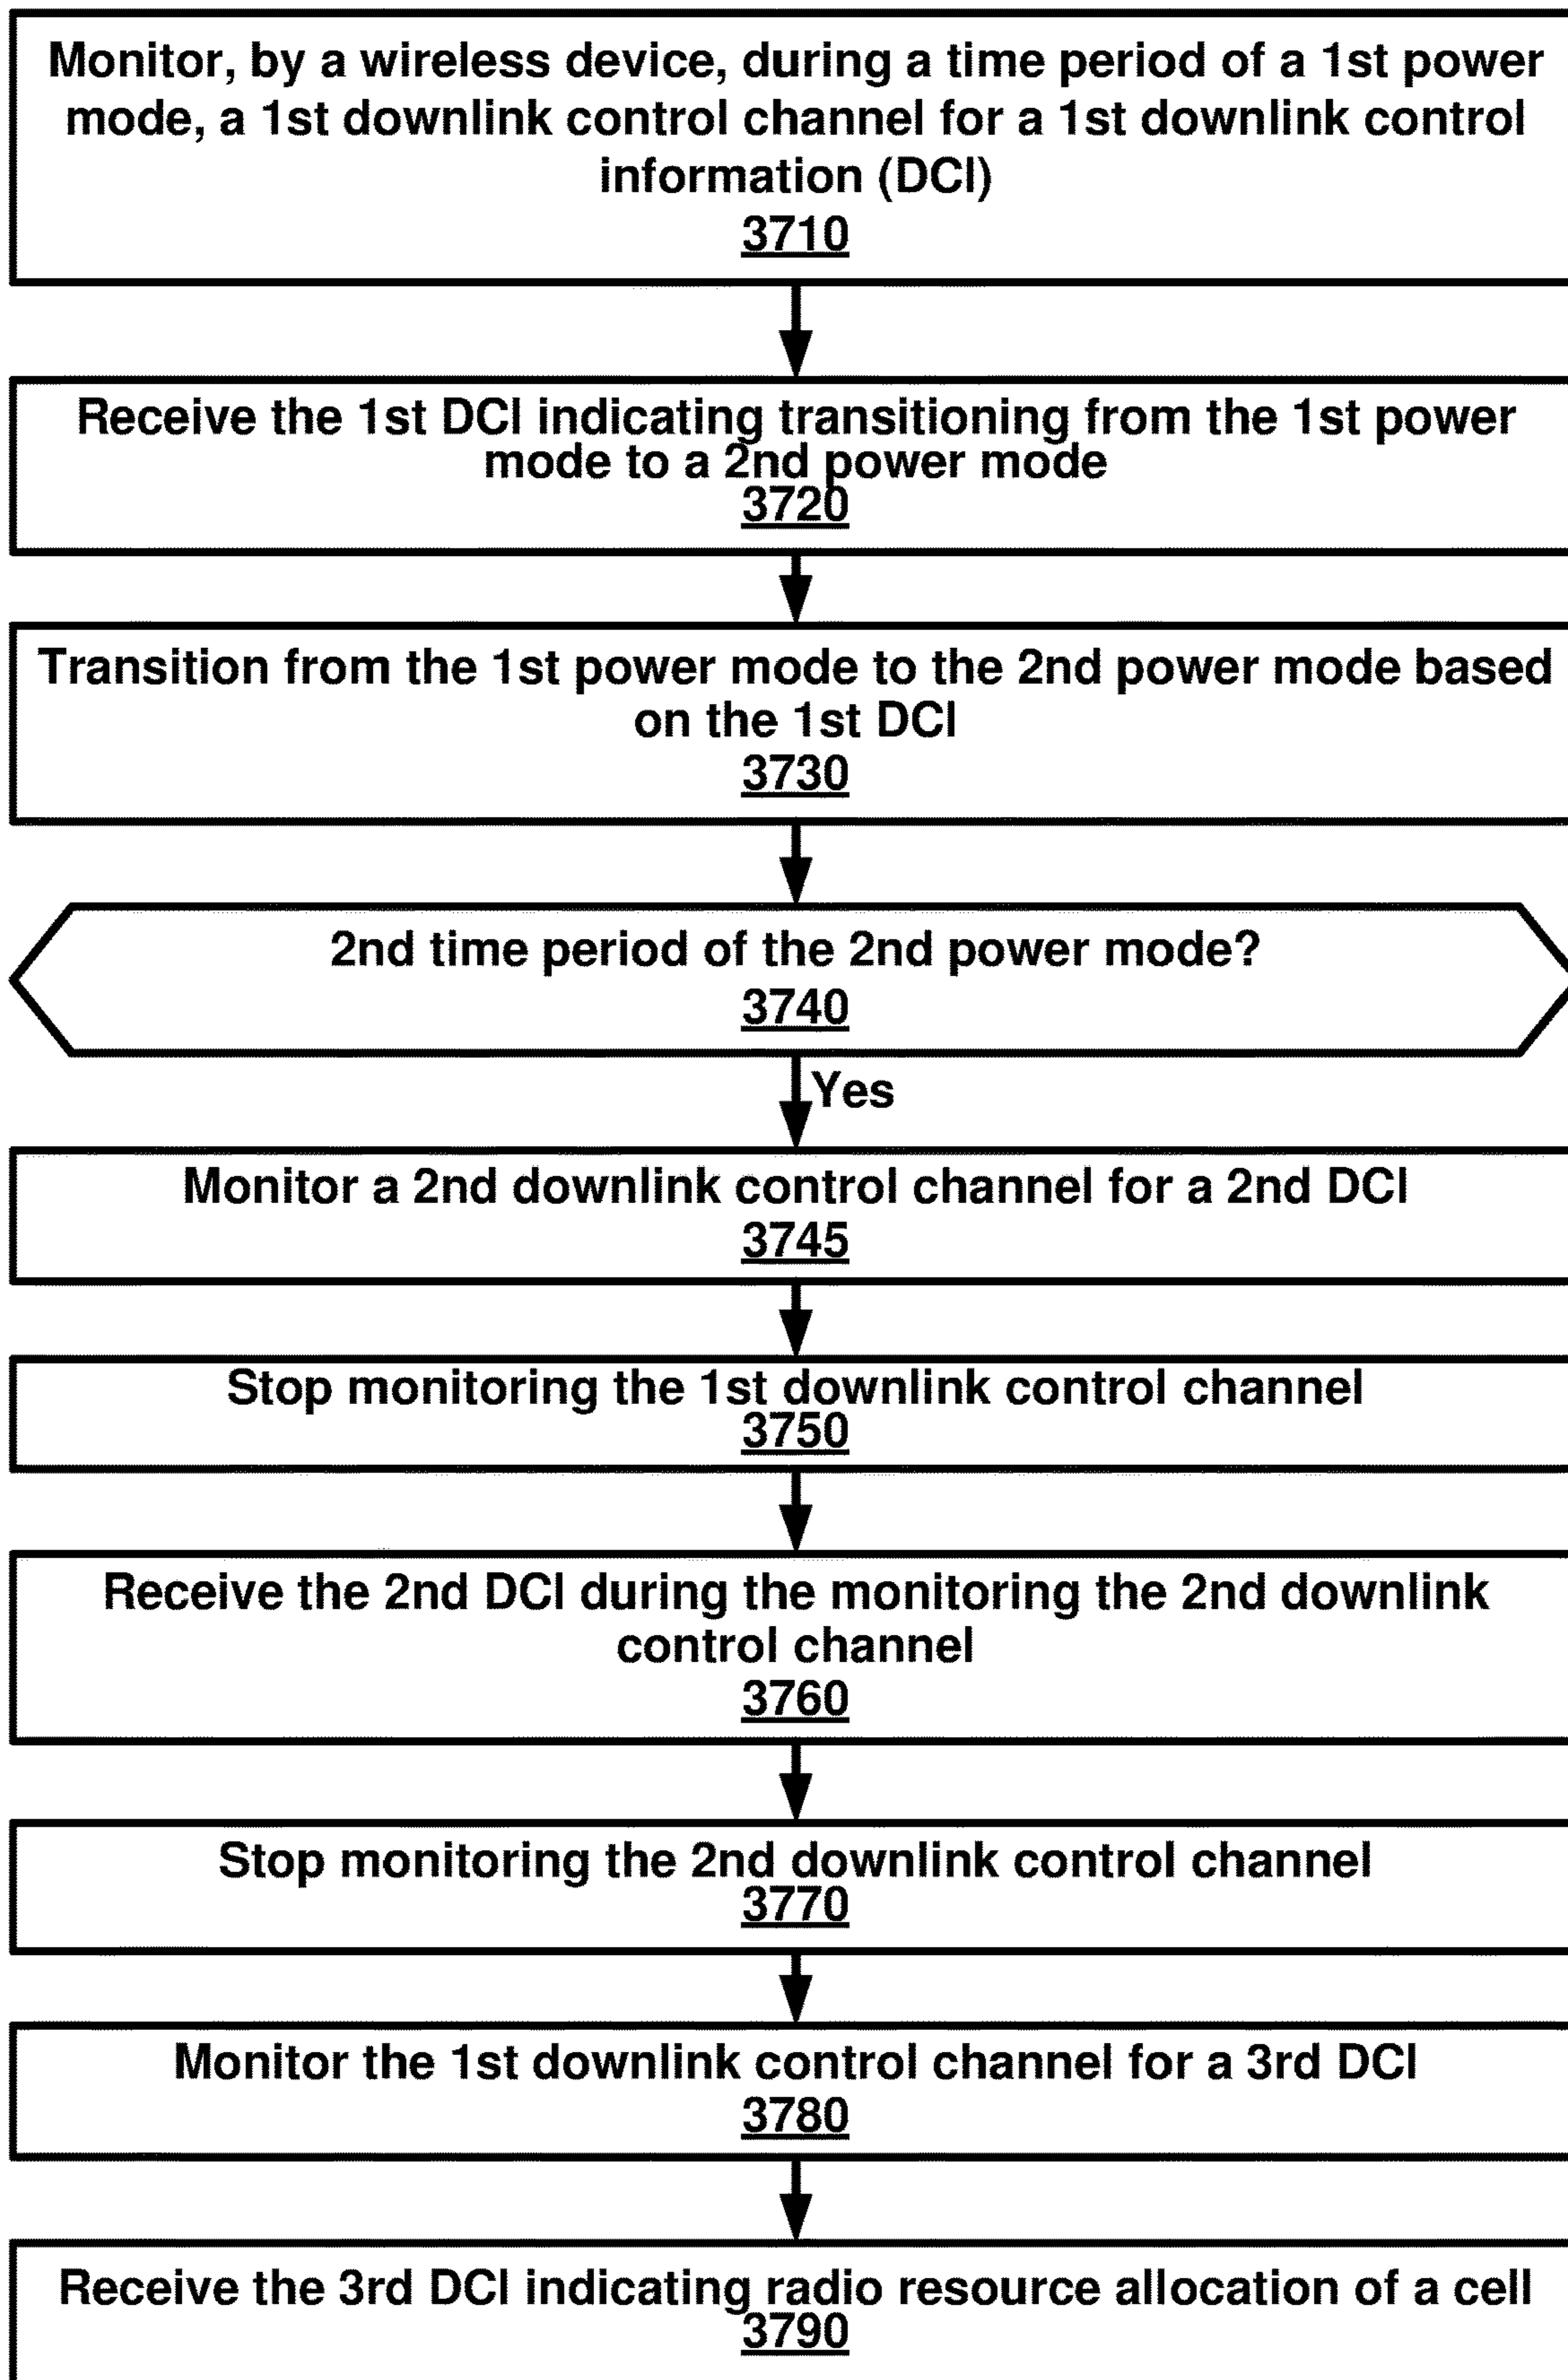 Monitor, by a wireless device, during a time period of a 1st power
mode, a 1st downlink control channel for a 1st downlink control
information (DCI)
3710
Receive the 1st DCI indicating transitioning from the 1st power
mode to a 2nd power mode
3720
Transition from the 1st power mode to the 2nd power mode based
on the 1st DCI
3730
2nd time period of the 2nd power mode?
3740
Yes
Monitor a 2nd downlink control channel for a 2nd DCI
3745
Stop monitoring the 1st downlink control channel
3750
Receive the 2nd DCI during the monitoring the 2nd downlink
control channel
3760
Stop monitoring the 2nd downlink control channel
3770
Monitor the 1st downlink control channel for a 3rd DCI
3780
Receive the 3rd DCI indicating radio resource allocation of a cell
3790